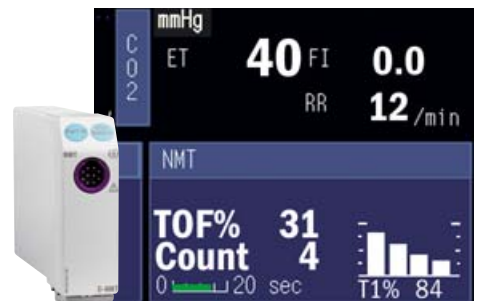 mmHg
CO2
ET 40 FI 0.0
RR 12 /min
NMT
TOF% 31
Count 4
0 20 sec
T1% 84
NMT